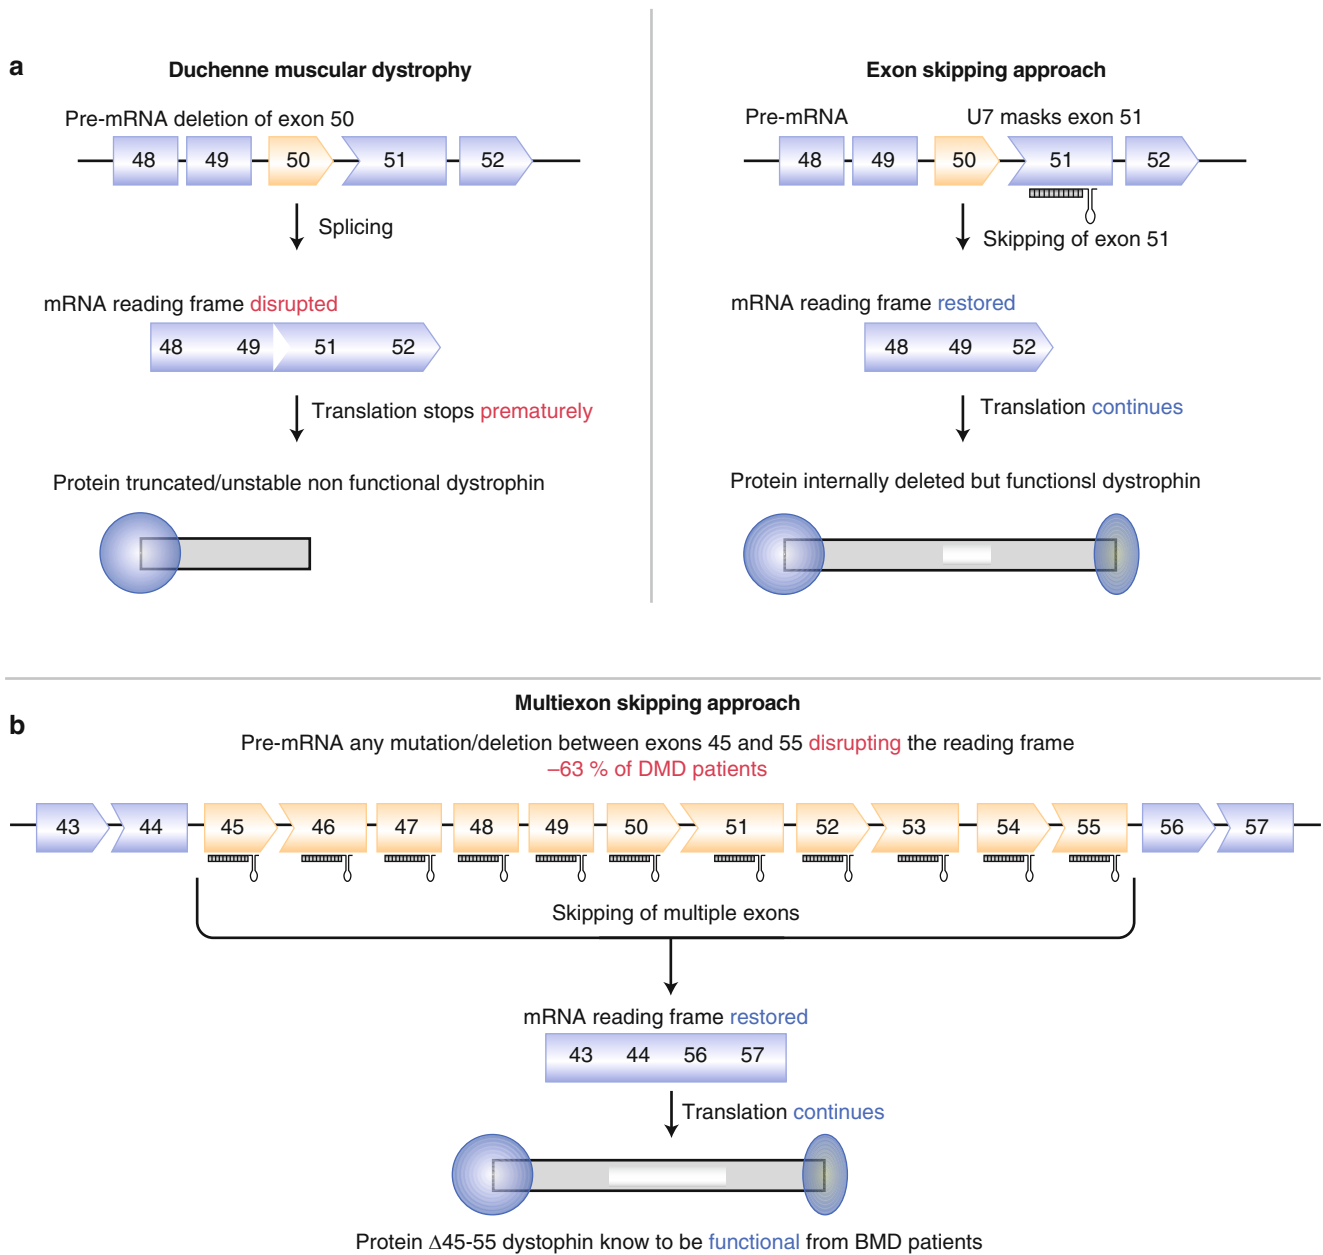 a
Duchenne muscular dystrophy
Pre-mRNA deletion of exon 50
48 49 50 51 52
Splicing
mRNA reading frame disrupted
48 49 51 52
Translation stops prematurely
Protein truncated/unstable non functional dystrophin
Exon skipping approach
Pre-mRNA
U7 masks exon 51
48 49 50 51 52
Skipping of exon 51
mRNA reading frame restored
48 49 52
Translation continues
Protein internally deleted but functionsl dystrophin
b
Multiexon skipping approach
Pre-mRNA any mutation/deletion between exons 45 and 55 disrupting the reading frame
–63 % of DMD patients
43 44 45 46 47 48 49 50 51 52 53 54 55 56 57
Skipping of multiple exons
mRNA reading frame restored
43 44 56 57
Translation continues
Protein Δ45-55 dystophin know to be functional from BMD patients